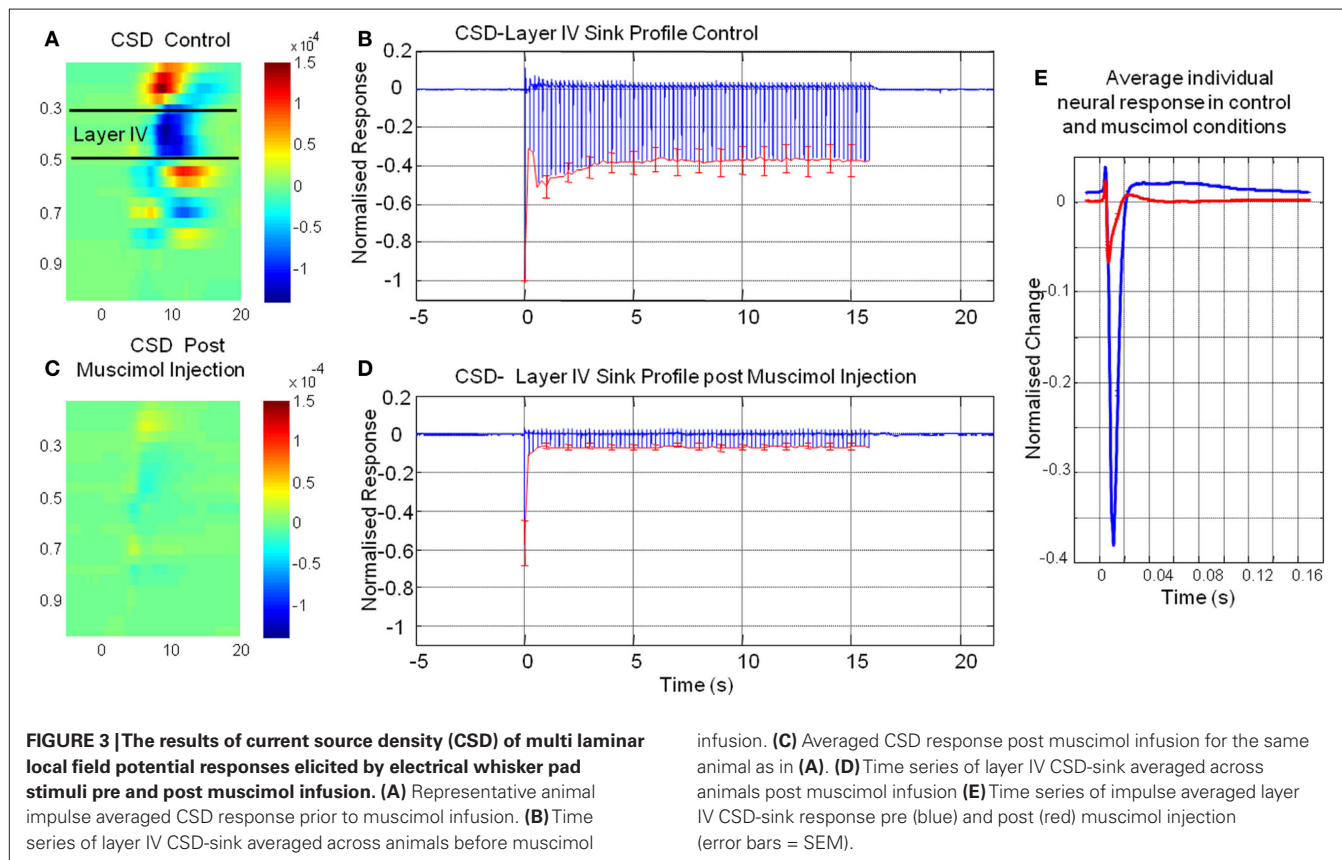 A
CSD Control
x 10-4
1.5
1
0.5
0
-0.5
-1
0.3
Layer IV
0.5
0.7
0.9
0 10 20
B
CSD-Layer IV Sink Profile Control
Normalised Response
0.2
0
-0.2
-0.4
-0.6
-0.8
-1
-5 0 5 10 15 20
C
CSD Post
Muscimol Injection
x 10-4
1.5
1
0.5
0
-0.5
-1
0.3
0.5
0.7
0.9
0 10 20
D
CSD- Layer IV Sink Profile post Muscimol Injection
Normalised Response
0.2
0
-0.2
-0.4
-0.6
-0.8
-1
-5 0 5 10 15 20
Time (s)
E
Average individual
neural response in control
and muscimol conditions
Normalised Change
0
-0.1
-0.2
-0.3
-0.4
0 0.04 0.08 0.12 0.16
Time (s)
FIGURE 3 | The results of current source density (CSD) of multi laminar
local field potential responses elicited by electrical whisker pad
stimuli pre and post muscimol infusion. (A) Representative animal
impulse averaged CSD response prior to muscimol infusion. (B) Time
series of layer IV CSD-sink averaged across animals before muscimol
infusion. (C) Averaged CSD response post muscimol infusion for the same
animal as in (A). (D) Time series of layer IV CSD-sink averaged across
animals post muscimol infusion (E) Time series of impulse averaged layer
IV CSD-sink response pre (blue) and post (red) muscimol injection
(error bars = SEM).